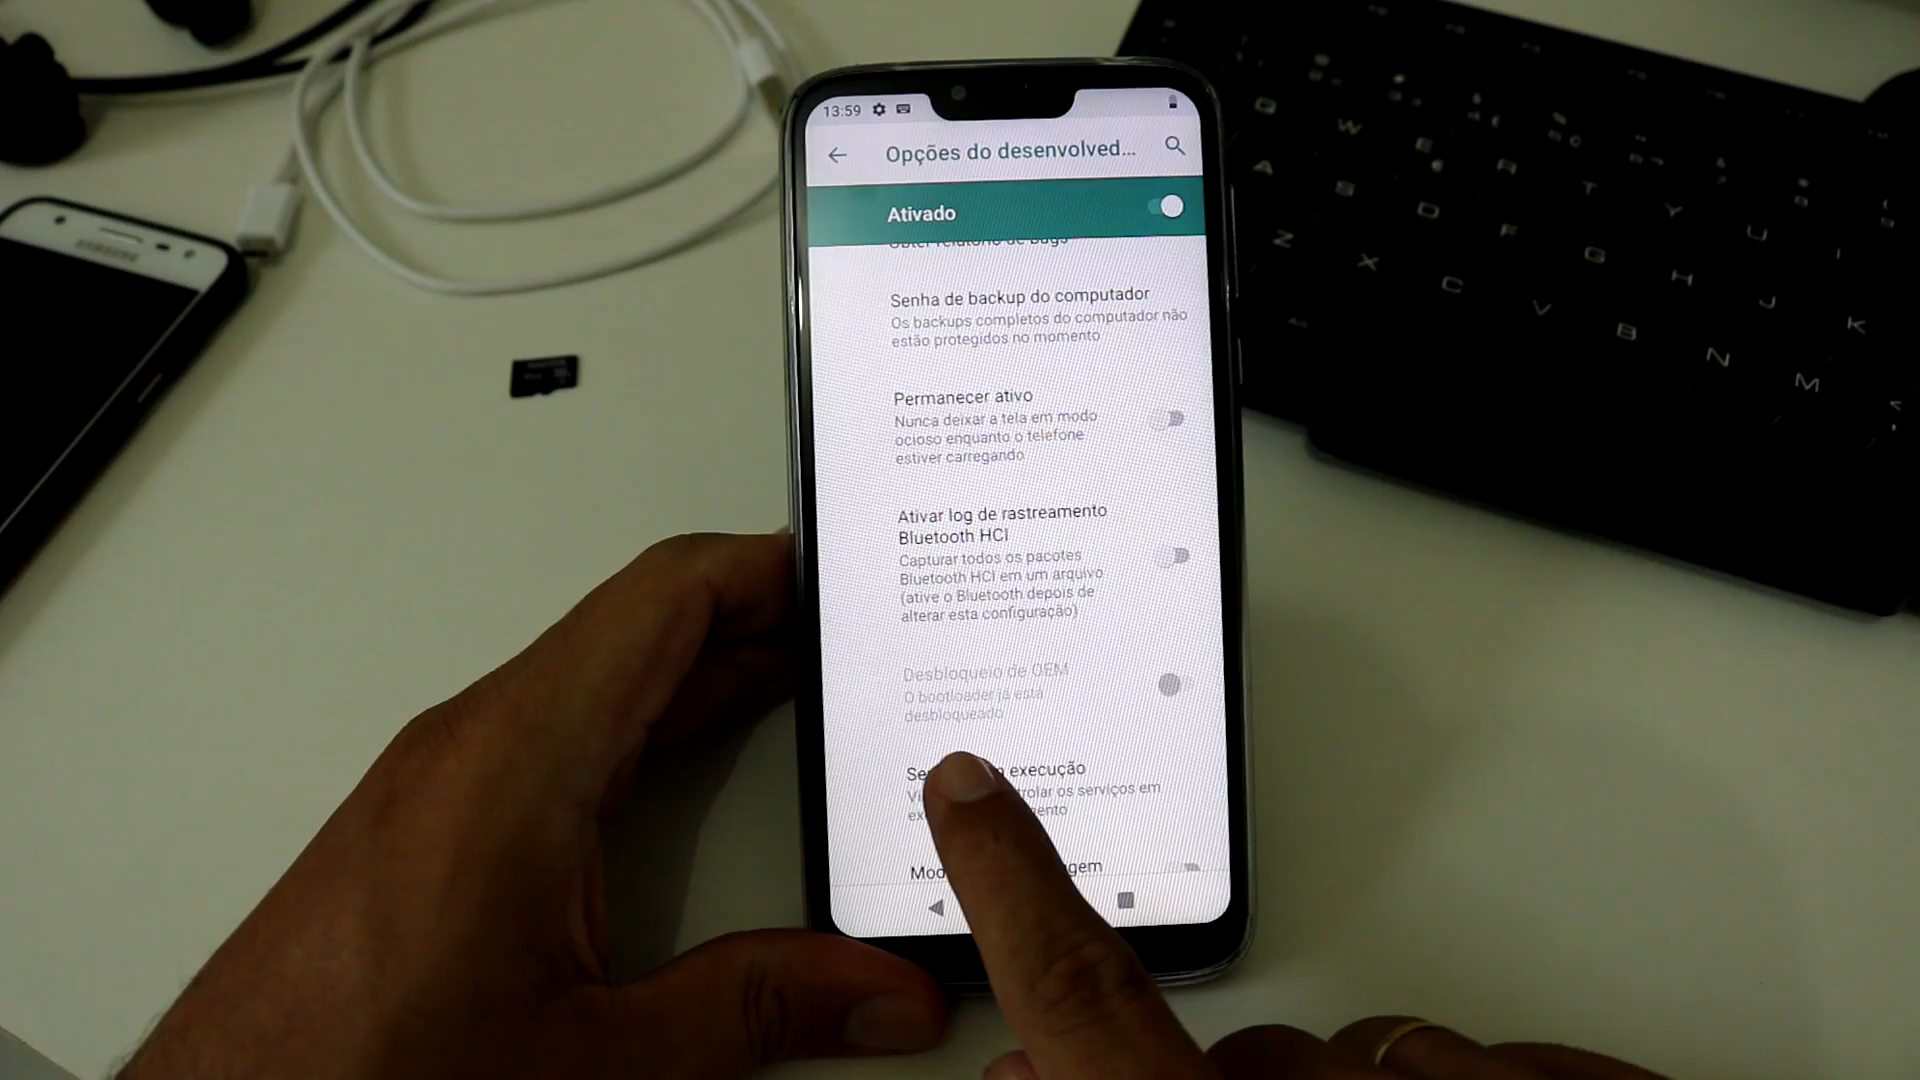 13:59
Opções do desenvolved...
Ativado
Obter relatório de bugs
Senha de backup do computador
Os backups completos do computador não
estão protegidos no momento
Permanecer ativo
Nunca deixar a tela em modo
ocioso enquanto o telefone
estiver carregando
Ativar log de rastreamento
Bluetooth HCI
Capturar todos os pacotes
Bluetooth HCI em um arquivo
(ative o Bluetooth depois de
alterar esta configuração)
Desbloqueio de OEM
O bootloader já está
desbloqueado
execução
os serviços em
SAMSUNG
Q W E R T Y U I
A S D F G H J K
Z X C V B N M